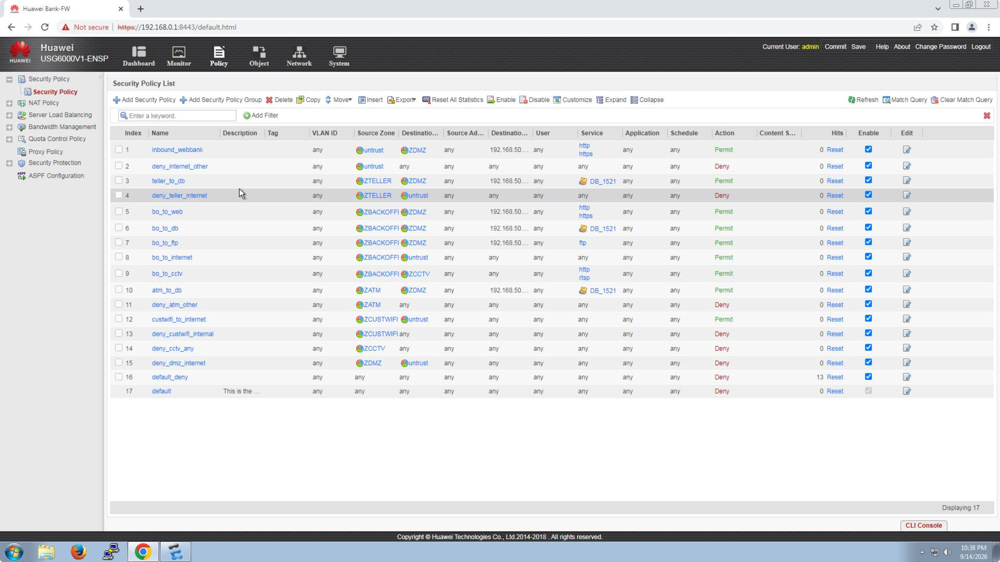 Huawei Bank-FW
Not secure | https://192.168.0.1:8443/default.html
HUAWEI
Huawei
USG6000V1-ENSP
Dashboard Monitor Policy Object Network System
Current User: admin Commit Save Help About Change Password Logout
Security Policy
Security Policy
NAT Policy
Server Load Balancing
Bandwidth Management
Quota Control Policy
Proxy Policy
Security Protection
ASPF ASPF Configuration
Security Policy List
Add Security Policy Add Security Policy Group Delete Copy Move Insert Export Reset All Statistics Enable Disable Customize Expand Collapse Refresh Match Query Clear Match Query
Enter a keyword. Add Filter
Index Name Description Tag VLAN ID Source Zone Destinatio... Source Ad... Destinatio... User Service Application Schedule Action Content S... Hits Enable Edit
1 inbound_webbank any untrust ZDMZ any 192.168.50.... any http https any any Permit 0 Reset
2 deny_internet_other any untrust any any any any any any any Deny 0 Reset
3 teller_to_db any ZTELLER ZDMZ any 192.168.50.... any DB_1521 any any Permit 0 Reset
4 deny_teller_internet any ZTELLER untrust any any any any any any Deny 0 Reset
5 bo_to_web any ZBACKOFFI ZDMZ any 192.168.50.... any http https any any Permit 0 Reset
6 bo_to_db any ZBACKOFFI ZDMZ any 192.168.50.... any DB_1521 any any Permit 0 Reset
7 bo_to_ftp any ZBACKOFFI ZDMZ any 192.168.50.... any ftp any any Permit 0 Reset
8 bo_to_internet any ZBACKOFFI untrust any any any any any any Permit 0 Reset
9 bo_to_cctv any ZBACKOFFI ZCCTV any any any http rtsp any any Permit 0 Reset
10 atm_to_db any ZATM ZDMZ any 192.168.50.... any DB_1521 any any Permit 0 Reset
11 deny_atm_other any ZATM any any any any any any any Deny 0 Reset
12 custwifi_to_internet any ZCUSTWIFI untrust any any any any any any Permit 0 Reset
13 deny_custwifi_internal any ZCUSTWIFI any any any any any any any Deny 0 Reset
14 deny_cctv_any any ZCCTV any any any any any any any Deny 0 Reset
15 deny_dmz_internet any ZDMZ untrust any any any any any any Deny 0 Reset
16 default_deny any any any any any any any any any Deny 13 Reset
17 default This is the ... any any any any any any any any any Deny 0 Reset
Displaying 17
CLI Console
Copyright © Huawei Technologies Co., Ltd.2014-2018 . All rights reserved.
10:38 PM
9/14/2026